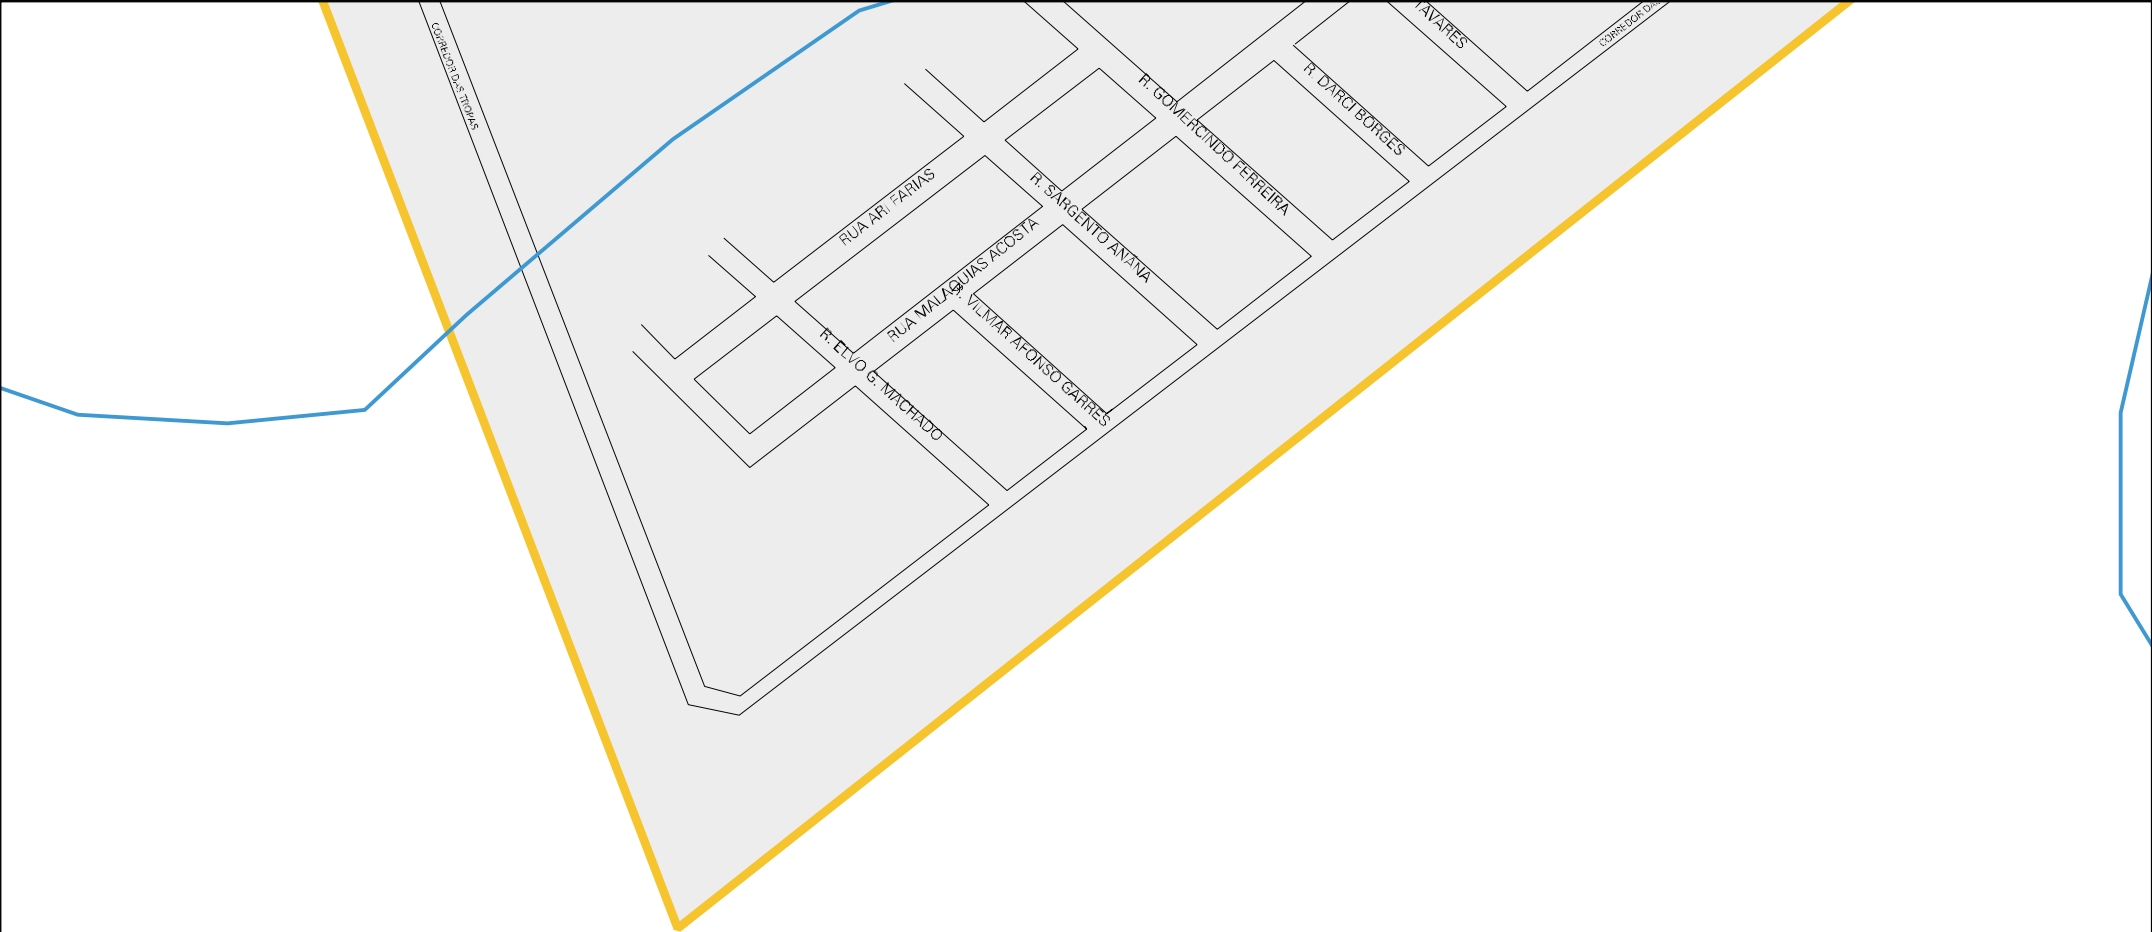 CORREDOR DAS TROPAS
TAVARES
CORREDOR
R. DARCI BORGES
R. GOMERCINDO FERREIRA
RUA ARI FARIAS
R. SARGENTO ANANA
RUA MALAQUIAS ACOSTA
R. VILMAR AFONSO GARRES
R. ELVO G. MACHADO